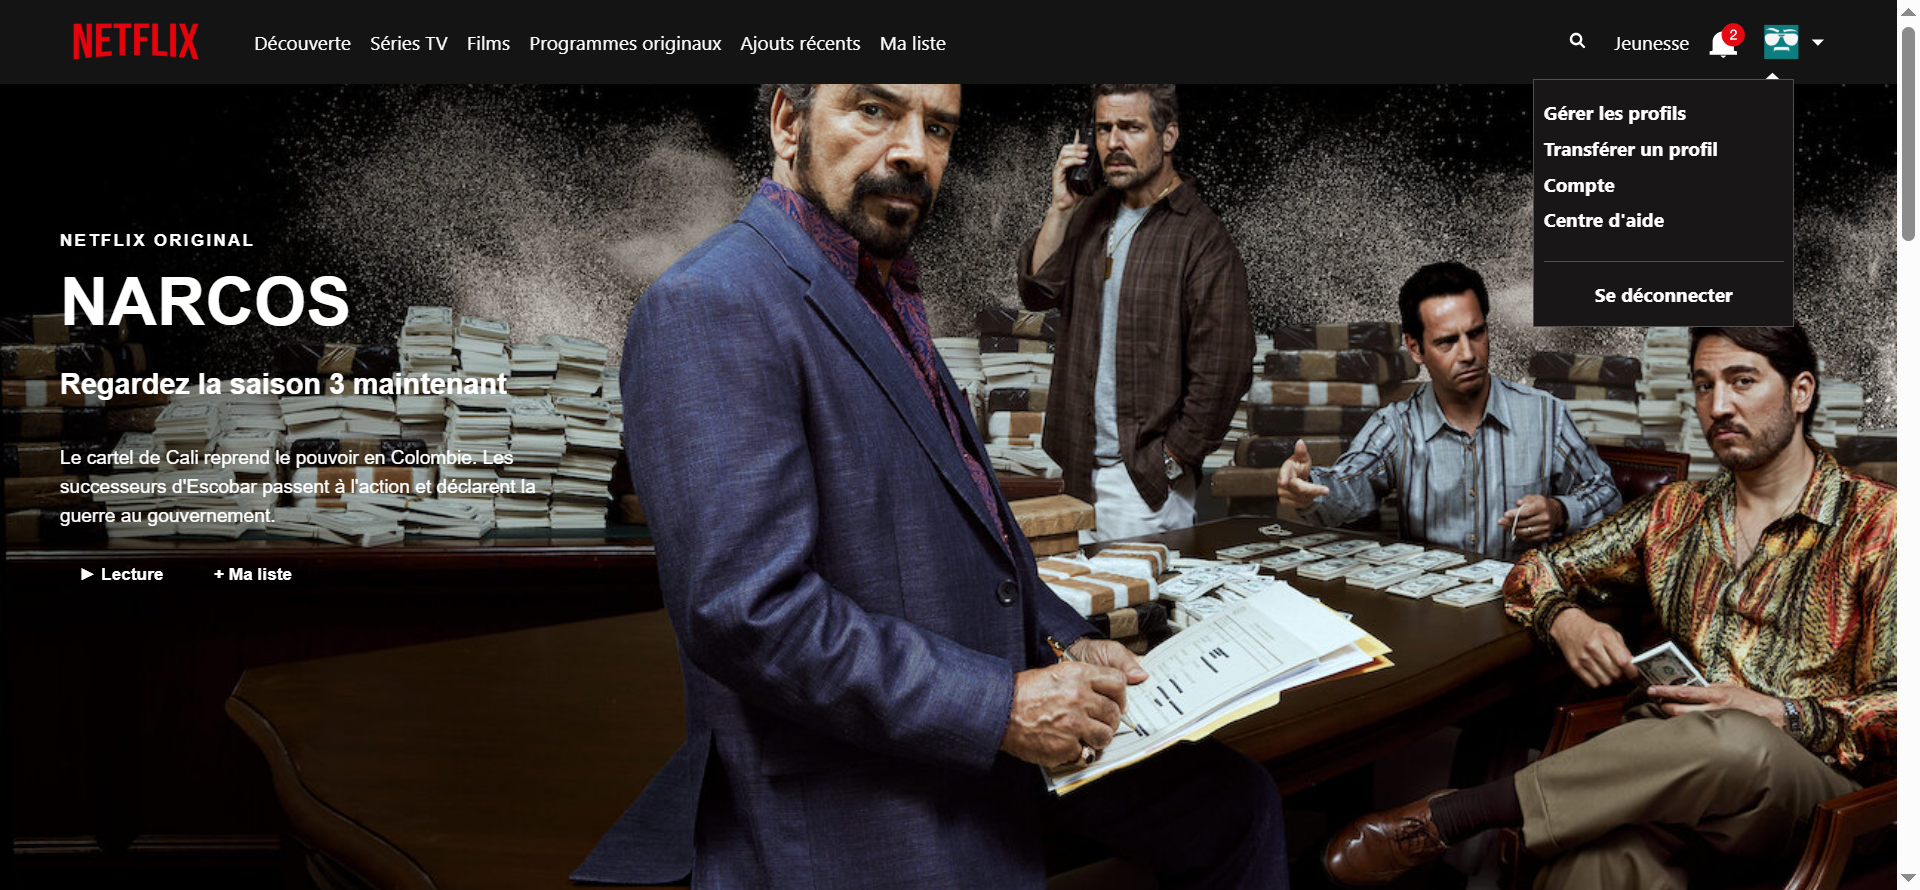 NETFLIX
Découverte Séries TV Films Programmes originaux Ajouts récents Ma liste
Jeunesse
2
Gérer les profils
Transférer un profil
Compte
Centre d'aide
Se déconnecter
NETFLIX ORIGINAL
NARCOS
Regardez la saison 3 maintenant
Le cartel de Cali reprend le pouvoir en Colombie. Les
successeurs d'Escobar passent à l'action et déclarent la
guerre au gouvernement.
► Lecture
+ Ma liste